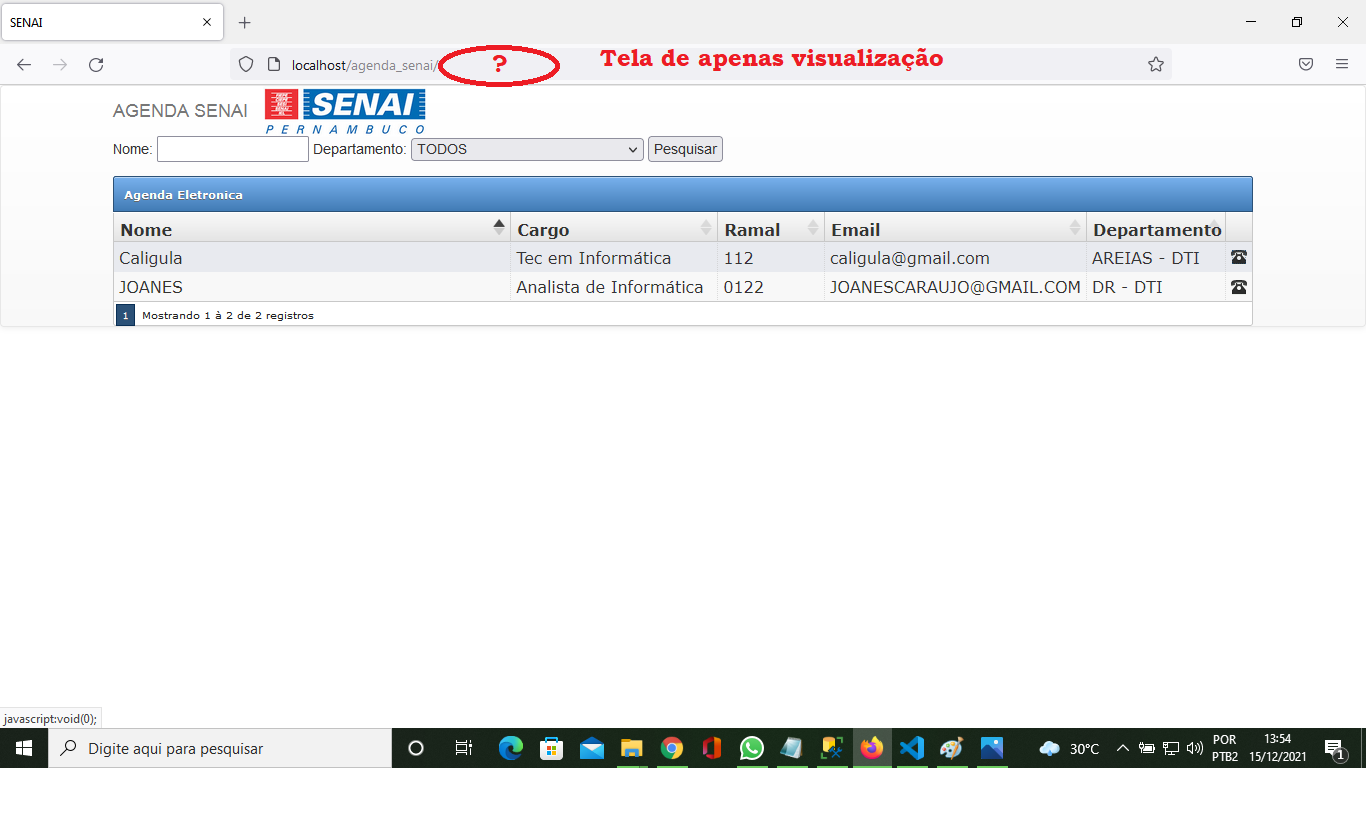 SENAI
localhost/agenda_senai/
?
Tela de apenas visualização
AGENDA SENAI
SENAI
PERNAMBUCO
Nome: Departamento: TODOS Pesquisar
Agenda Eletronica
Nome Cargo Ramal Email Departamento
Caligula Tec em Informática 112 caligula@gmail.com AREIAS - DTI
JOANES Analista de Informática 0122 JOANESCARAUJO@GMAIL.COM DR - DTI
1 Mostrando 1 à 2 de 2 registros
javascript:void(0);
Digite aqui para pesquisar
30°C
POR
PTB2
13:54
15/12/2021
1